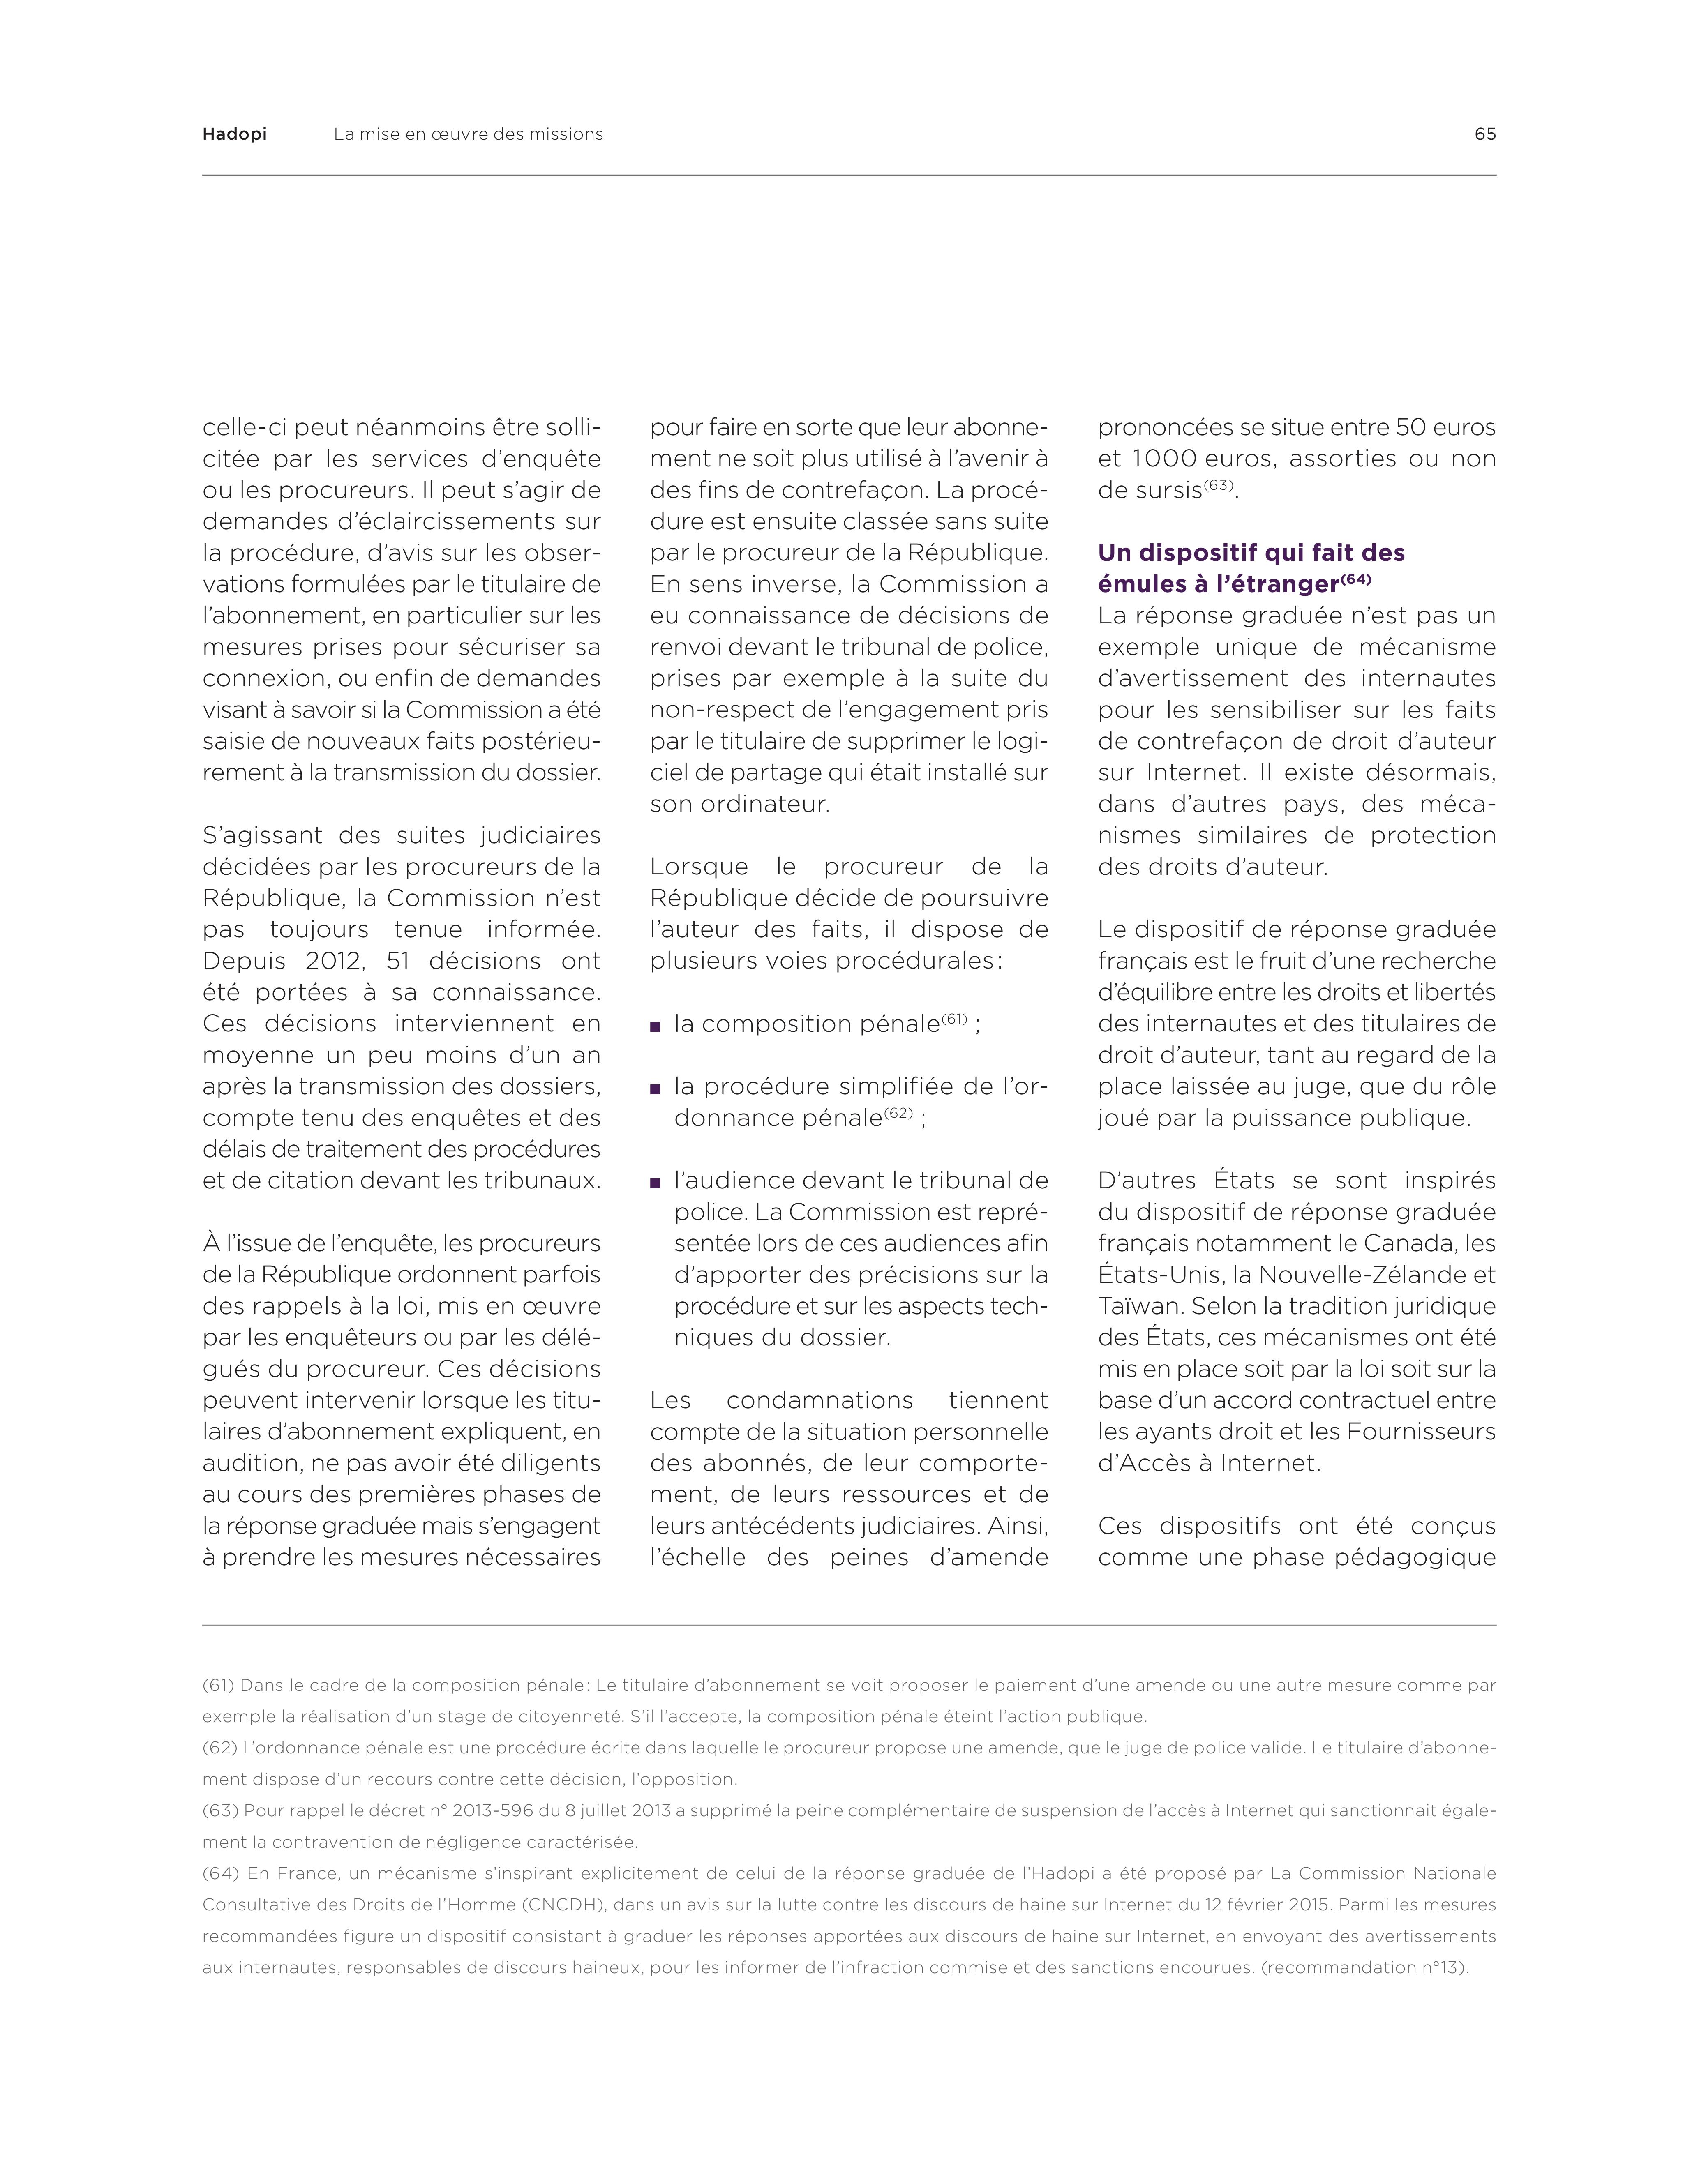 Hadopi La mise en œuvre des missions 65
celle-ci peut néanmoins être solli-
citée par les services d’enquête
ou les procureurs. Il peut s’agir de
demandes d’éclaircissements sur
la procédure, d’avis sur les obser-
vations formulées par le titulaire de
l’abonnement, en particulier sur les
mesures prises pour sécuriser sa
connexion, ou enfin de demandes
visant à savoir si la Commission a été
saisie de nouveaux faits postérieu-
rement à la transmission du dossier.
S’agissant des suites judiciaires
décidées par les procureurs de la
République, la Commission n’est
pas toujours tenue informée.
Depuis 2012, 51 décisions ont
été portées à sa connaissance.
Ces décisions interviennent en
moyenne un peu moins d’un an
après la transmission des dossiers,
compte tenu des enquêtes et des
délais de traitement des procédures
et de citation devant les tribunaux.
À l’issue de l’enquête, les procureurs
de la République ordonnent parfois
des rappels à la loi, mis en œuvre
par les enquêteurs ou par les délé-
gués du procureur. Ces décisions
peuvent intervenir lorsque les titu-
laires d’abonnement expliquent, en
audition, ne pas avoir été diligents
au cours des premières phases de
la réponse graduée mais s’engagent
à prendre les mesures nécessaires
pour faire en sorte que leur abonne-
ment ne soit plus utilisé à l’avenir à
des fins de contrefaçon. La procé-
dure est ensuite classée sans suite
par le procureur de la République.
En sens inverse, la Commission a
eu connaissance de décisions de
renvoi devant le tribunal de police,
prises par exemple à la suite du
non-respect de l’engagement pris
par le titulaire de supprimer le logi-
ciel de partage qui était installé sur
son ordinateur.
Lorsque le procureur de la
République décide de poursuivre
l’auteur des faits, il dispose de
plusieurs voies procédurales :
■ la composition pénale(61) ;
■ la procédure simplifiée de l’or-
donnance pénale(62) ;
■ l’audience devant le tribunal de
police. La Commission est repré-
sentée lors de ces audiences afin
d’apporter des précisions sur la
procédure et sur les aspects tech-
niques du dossier.
Les condamnations tiennent
compte de la situation personnelle
des abonnés, de leur comporte-
ment, de leurs ressources et de
leurs antécédents judiciaires. Ainsi,
l’échelle des peines d’amende
prononcées se situe entre 50 euros
et 1000 euros, assorties ou non
de sursis(63).
Un dispositif qui fait des
émules à l’étranger(64)
La réponse graduée n’est pas un
exemple unique de mécanisme
d’avertissement des internautes
pour les sensibiliser sur les faits
de contrefaçon de droit d’auteur
sur Internet. Il existe désormais,
dans d’autres pays, des méca-
nismes similaires de protection
des droits d’auteur.
Le dispositif de réponse graduée
français est le fruit d’une recherche
d’équilibre entre les droits et libertés
des internautes et des titulaires de
droit d’auteur, tant au regard de la
place laissée au juge, que du rôle
joué par la puissance publique.
D’autres États se sont inspirés
du dispositif de réponse graduée
français notamment le Canada, les
États-Unis, la Nouvelle-Zélande et
Taïwan. Selon la tradition juridique
des États, ces mécanismes ont été
mis en place soit par la loi soit sur la
base d’un accord contractuel entre
les ayants droit et les Fournisseurs
d’Accès à Internet.
Ces dispositifs ont été conçus
comme une phase pédagogique
(61) Dans le cadre de la composition pénale : Le titulaire d’abonnement se voit proposer le paiement d’une amende ou une autre mesure comme par
exemple la réalisation d’un stage de citoyenneté. S’il l’accepte, la composition pénale éteint l’action publique.
(62) L’ordonnance pénale est une procédure écrite dans laquelle le procureur propose une amende, que le juge de police valide. Le titulaire d’abonne-
ment dispose d’un recours contre cette décision, l’opposition.
(63) Pour rappel le décret n° 2013-596 du 8 juillet 2013 a supprimé la peine complémentaire de suspension de l’accès à Internet qui sanctionnait égale-
ment la contravention de négligence caractérisée.
(64) En France, un mécanisme s’inspirant explicitement de celui de la réponse graduée de l’Hadopi a été proposé par La Commission Nationale
Consultative des Droits de l’Homme (CNCDH), dans un avis sur la lutte contre les discours de haine sur Internet du 12 février 2015. Parmi les mesures
recommandées figure un dispositif consistant à graduer les réponses apportées aux discours de haine sur Internet, en envoyant des avertissements
aux internautes, responsables de discours haineux, pour les informer de l’infraction commise et des sanctions encourues. (recommandation n°13).